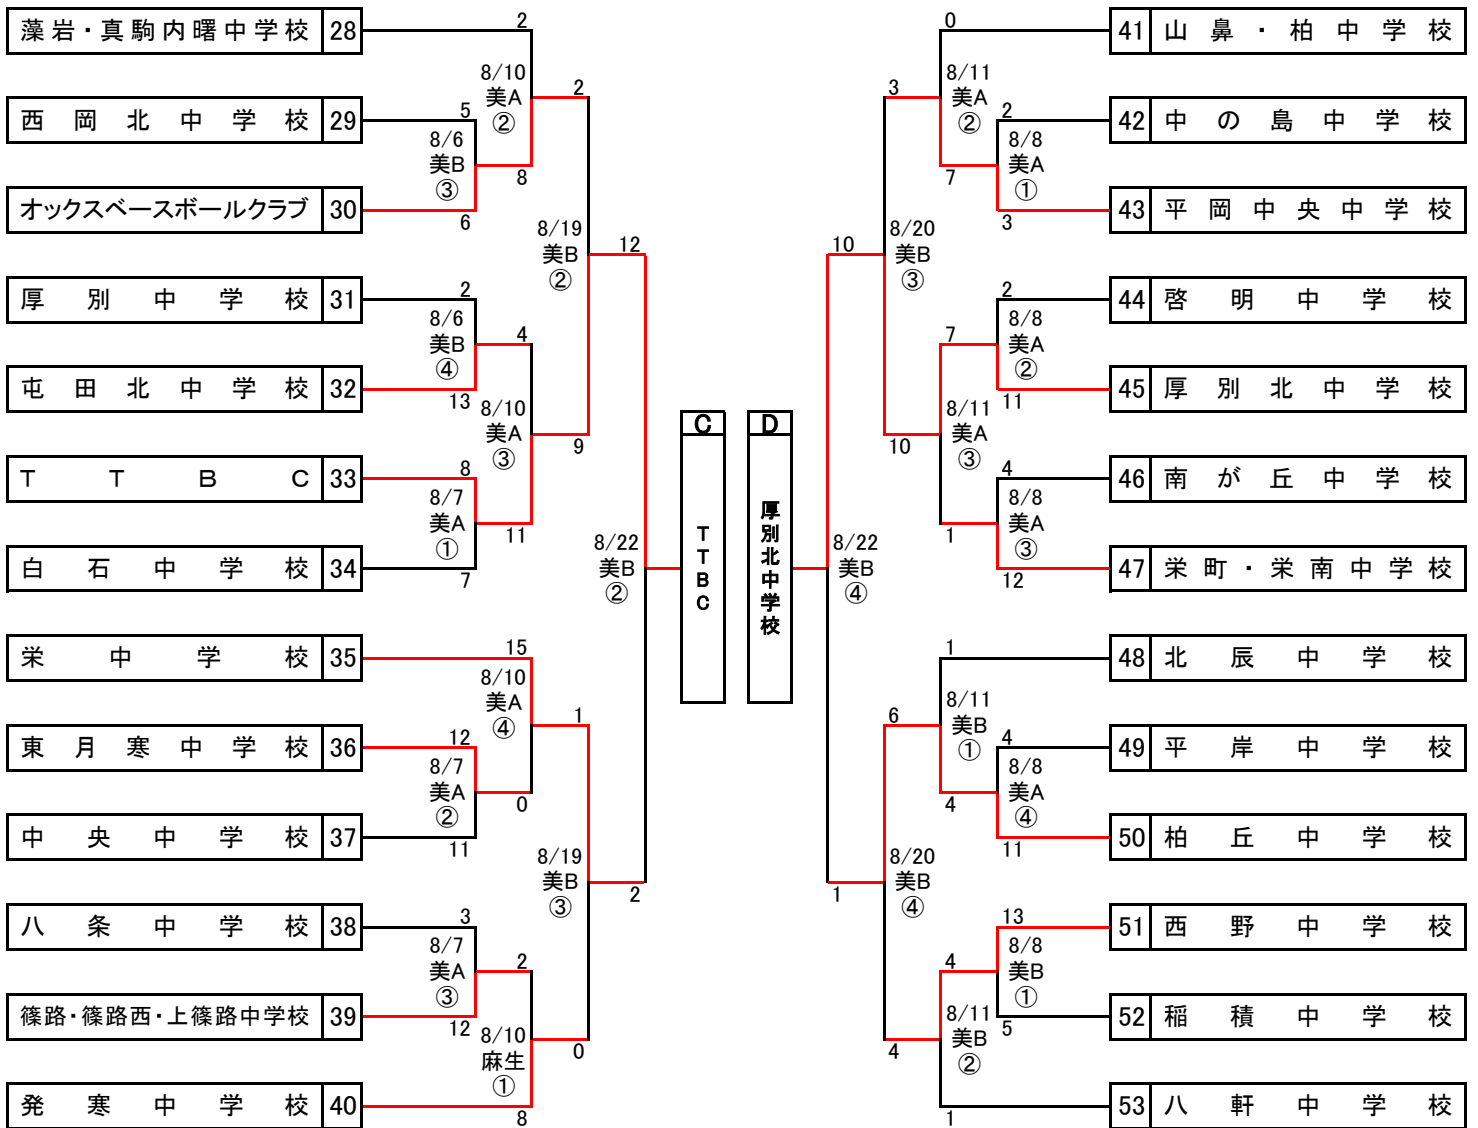 藻岩・真駒内曙中学校 28
2
8/10
美A
②
2
西岡北中学校 29
5
8/6
美B
③
8
オックスベースボールクラブ 30
6
8/19
美B
②
12
厚別中学校 31
2
8/6
美B
④
4
屯田北中学校 32
13
8/10
美A
③
9
TTBC 33
8
8/7
美A
①
11
白石中学校 34
7
8/22
美B
②
栄中学校 35
15
8/10
美A
④
1
東月寒中学校 36
12
8/7
美A
②
0
中央中学校 37
11
8/19
美B
③
2
八条中学校 38
3
8/7
美A
③
2
篠路・篠路西・上篠路中学校 39
12
8/10
麻生
①
0
発寒中学校 40
8
C
TTBC
D
厚別北中学校
0
41 山鼻・柏中学校
3
8/11
美A
②
2
42 中の島中学校
8/8
美A
①
7
43 平岡中央中学校
3
10
8/20
美B
③
2
44 啓明中学校
7
8/8
美A
②
45 厚別北中学校
11
10
8/11
美A
③
4
46 南が丘中学校
8/8
美A
③
1
47 栄町・栄南中学校
12
8/22
美B
④
1
48 北辰中学校
6
8/11
美B
①
4
49 平岸中学校
8/8
美A
④
4
50 柏丘中学校
11
1
8/20
美B
④
13
51 西野中学校
4
8/8
美B
①
52 稲積中学校
5
8/11
美B
②
4
53 八軒中学校
1